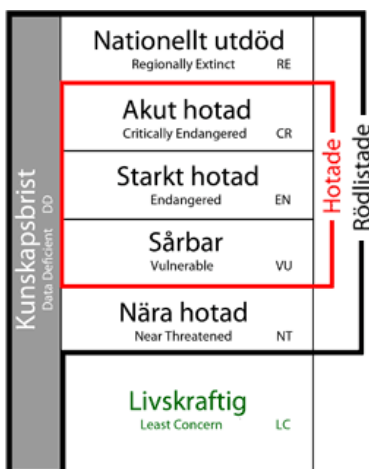 Nationellt utdöd
Regionally Extinct RE
Akut hotad
Critically Endangered CR
Starkt hotad
Endangered EN
Sårbar
Vulnerable VU
Nära hotad
Near Threatened NT
Livskraftig
Least Concern LC
Kunskapsbrist
Data Deficient DD
Hotade
Rödlistade